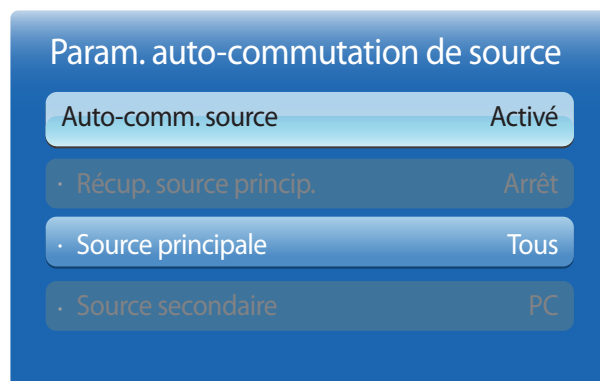 Param. auto-commutation de source
Auto-comm. source Activé
· Récup. source princip. Arrêt
· Source principale Tous
· Source secondaire PC